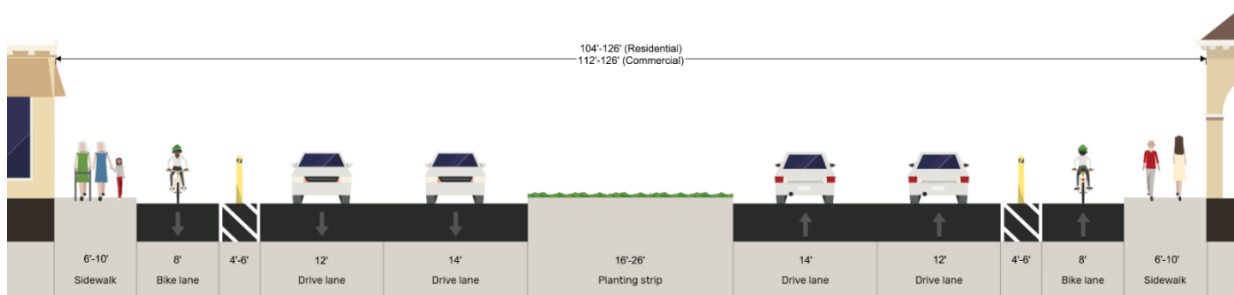 104'-126' (Residential)
112'-126' (Commercial)
6'-10' 8' 4'-6' 12' 14' 16'-26' 14' 12' 4'-6' 8' 6'-10'
Sidewalk Bike lane Drive lane Drive lane Planting strip Drive lane Drive lane Bike lane Sidewalk